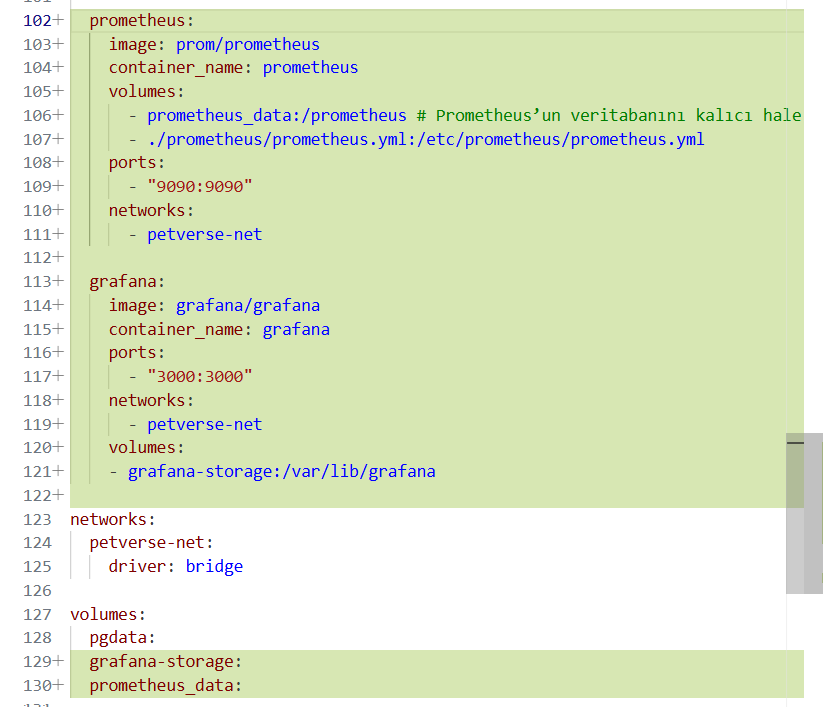 102+ prometheus:
103+ image: prom/prometheus
104+ container_name: prometheus
105+ volumes:
106+ - prometheus_data:/prometheus # Prometheus’un veritabanını kalıcı hale
107+ - ./prometheus/prometheus.yml:/etc/prometheus/prometheus.yml
108+ ports:
109+ - "9090:9090"
110+ networks:
111+ - petverse-net
112+
113+ grafana:
114+ image: grafana/grafana
115+ container_name: grafana
116+ ports:
117+ - "3000:3000"
118+ networks:
119+ - petverse-net
120+ volumes:
121+ - grafana-storage:/var/lib/grafana
122+
123 networks:
124 petverse-net:
125 driver: bridge
126
127 volumes:
128 pgdata:
129+ grafana-storage:
130+ prometheus_data: